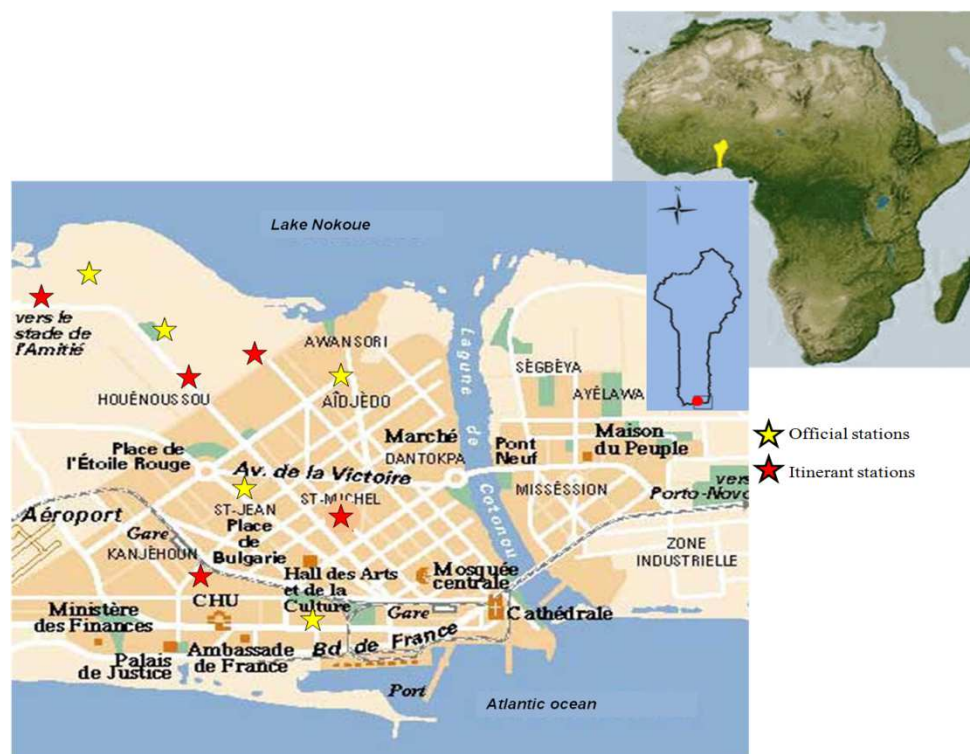 Lake Nokoue
N
vers le
stade de
l'Amitié
AWANSORI
HOUÉNOUSSOU
AÏDJÈDO
Lagune de
Cotonou
SÈGBÈYA
AYÉLAWA
Place de
l'Étoile Rouge
Marché
DANTOKPA
Pont
Neuf
Maison
du Peuple
Av. de la Victoire
vers
Porto-Novo
MISSÈSSION
ST-MICHEL
ST-JEAN
Aéroport
Place de
Bulgarie
Gare
KANJÈHOUN
ZONE
INDUSTRIELLE
Hall des Arts
et de la
Culture
Mosquée
centrale
CHU
Ministère
des Finances
Gare
Cathédrale
Bd de France
Palais
de Justice
Ambassade
de France
Port
Atlantic ocean
Official stations
Itinerant stations